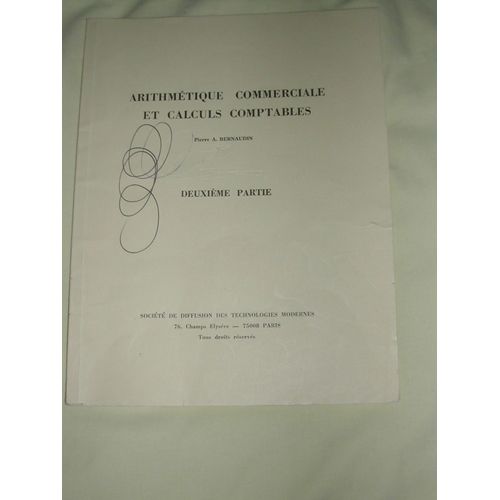 ARITHMÉTIQUE COMMERCIALE
ET CALCULS COMPTABLES
Pierre A. BERNAUDIN
DEUXIÈME PARTIE
SOCIÉTÉ DE DIFFUSION DES TECHNOLOGIES MODERNES
76, Champs Elysées — 75008 PARIS
Tous droits réservés